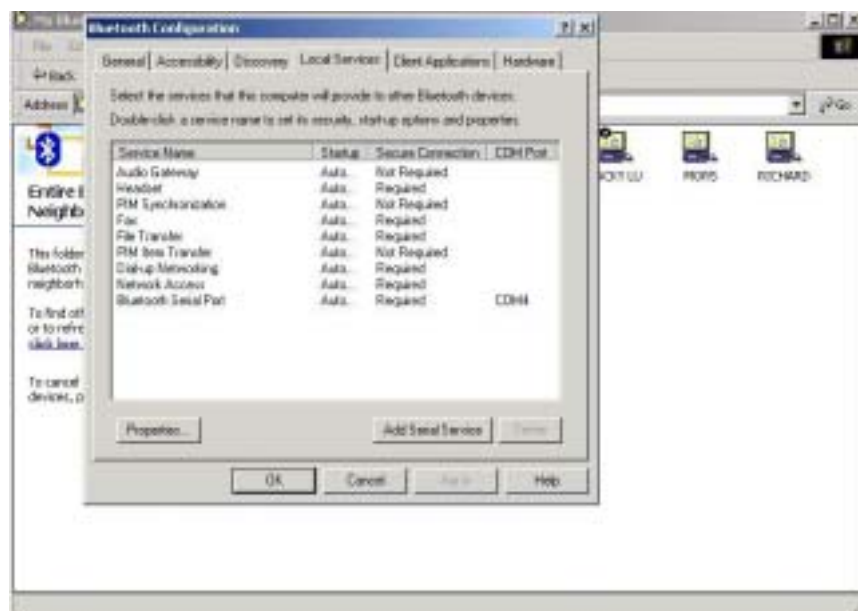 Bluetooth Configuration
General Accessibility Discovery Local Services Client Applications Hardware
Select the services that this computer will provide to other Bluetooth devices.
Double-click a service name to set its security, startup options and properties.
Service Name Startup Secure Connection COM Port
Audio Gateway Auto... Not Required
Headset Auto... Required
PIM Synchronization Auto... Not Required
Fax Auto... Required
File Transfer Auto... Required
PIM Item Transfer Auto... Not Required
Dial-up Networking Auto... Required
Network Access Auto... Required
Bluetooth Serial Port Auto... Required COM4
Properties... Add Serial Service
OK Cancel Apply Help
Back
Address
Go
Entire
Neighb
This folder
Bluetooth
neighborh
To find oth
or to refre
click here.
To cancel
devices, p
MORS
RICHARD